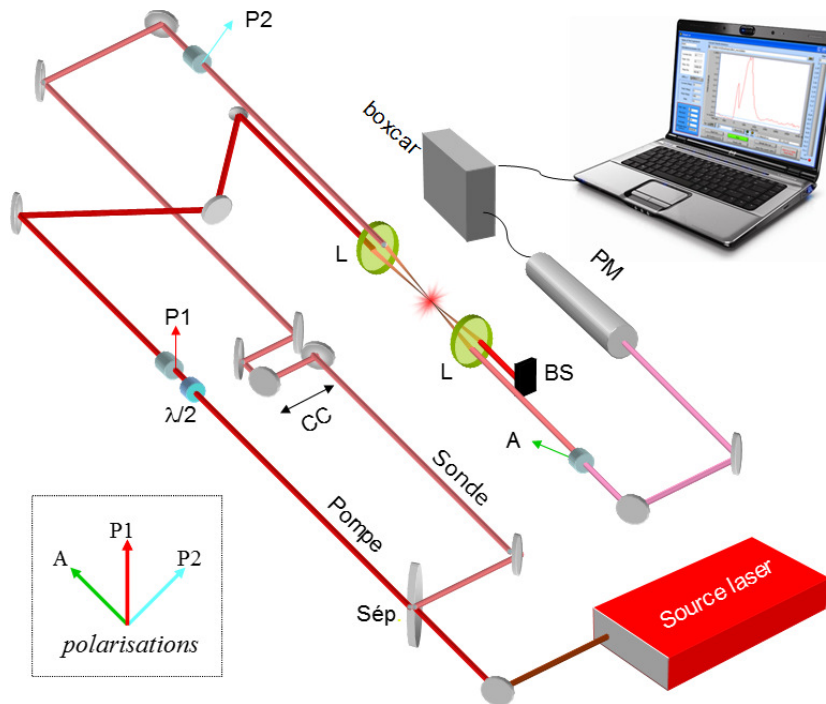 P2
boxcar
L
PM
P1
λ/2
CC
L
BS
A
Sonde
Pompe
Sép.
Source laser
A
P1
P2
polarisations